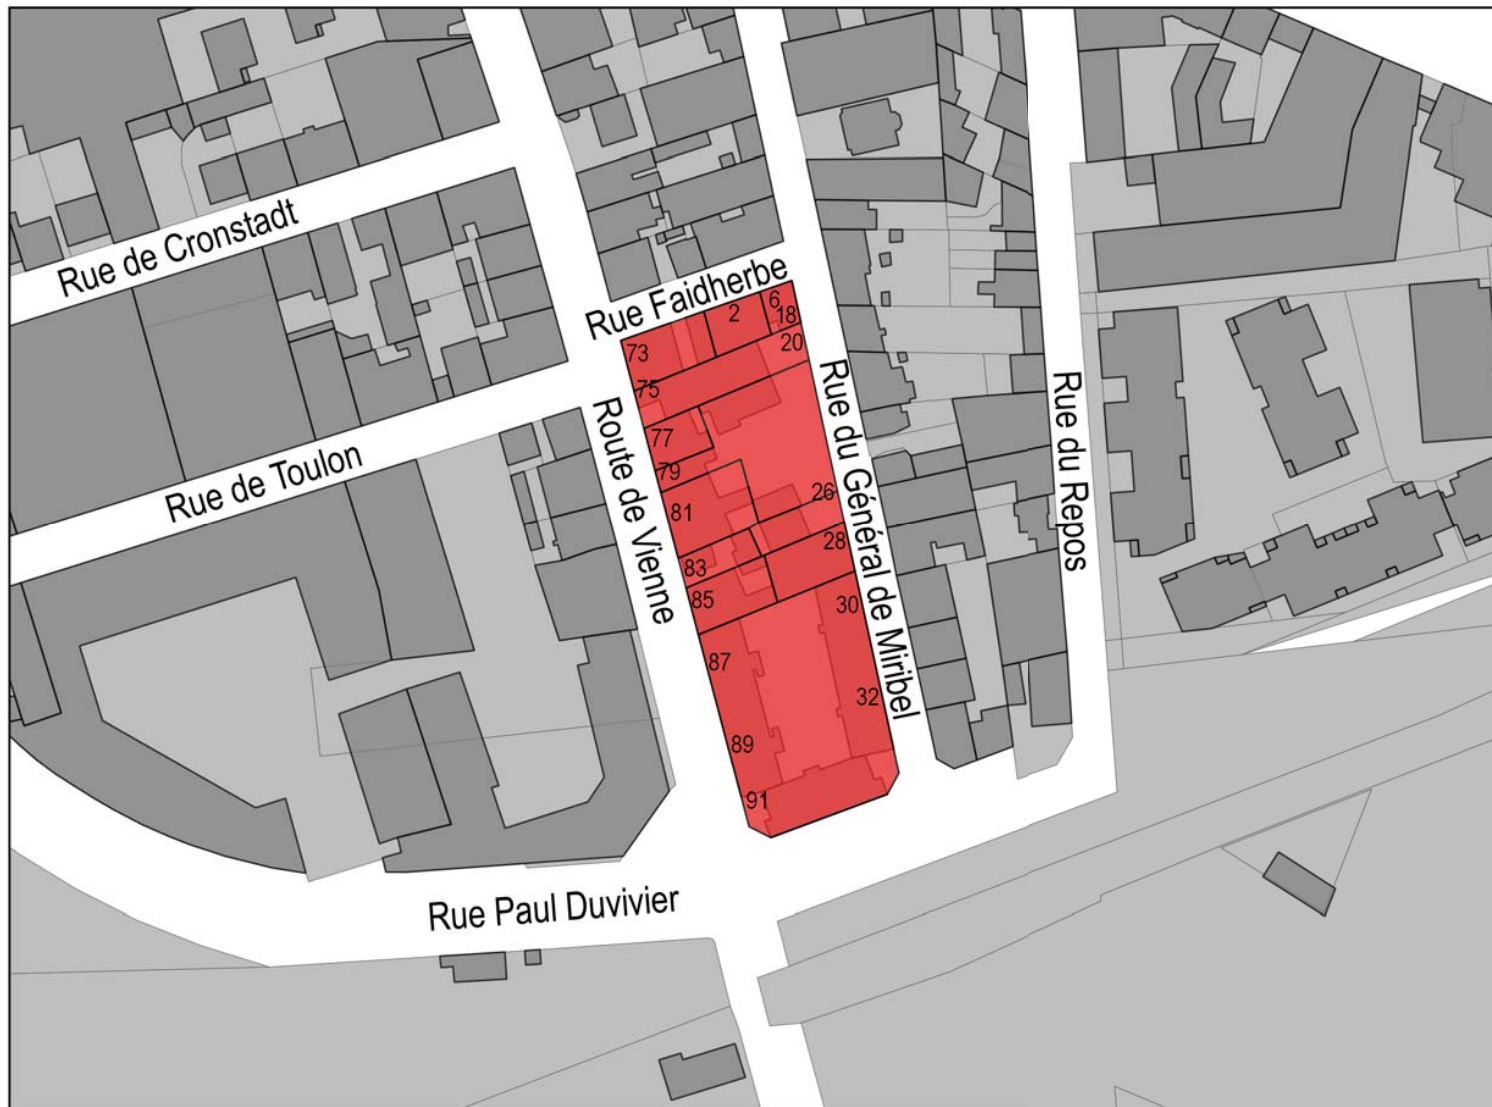 Rue de Cronstadt
Rue Faidherbe
6
2
18
20
73
75
Rue de Toulon
Route de Vienne
Rue du Général de Miribel
Rue du Repos
77
79
81
26
28
83
85
30
87
32
89
91
Rue Paul Duvivier